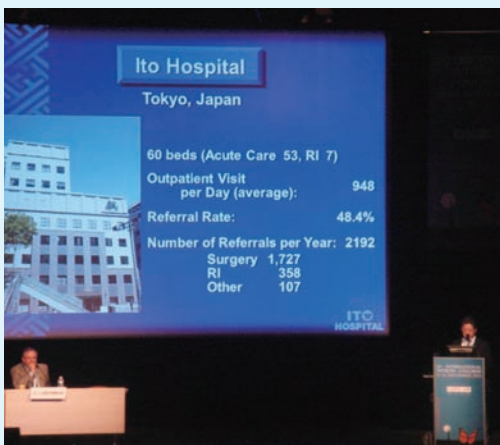 Ito Hospital
Tokyo, Japan
60 beds (Acute Care 53, RI 7)
Outpatient Visit
per Day (average): 948
Referral Rate: 48.4%
Number of Referrals per Year: 2192
Surgery 1,727
RI 358
Other 107
ITO
HOSPITAL